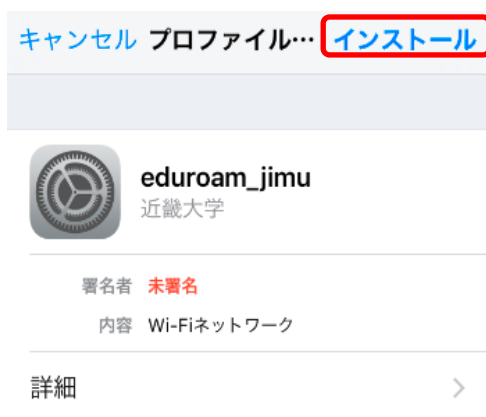 キャンセル プロファイル… インストール
eduroam_jimu
近畿大学
署名者 未署名
内容 Wi-Fiネットワーク
詳細